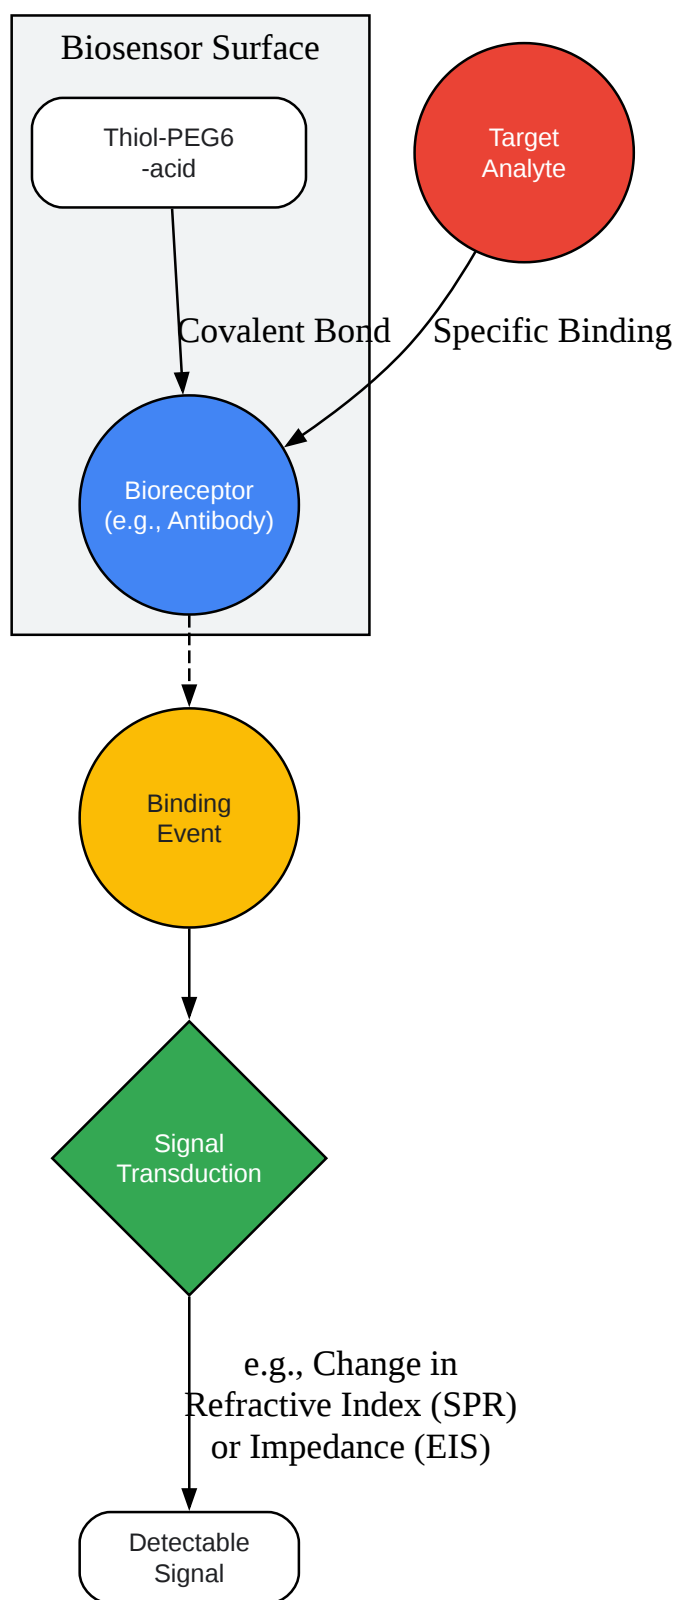 Biosensor Surface
Thiol-PEG6
-acid
Target
Analyte
Covalent Bond
Specific Binding
Bioreceptor
(e.g., Antibody)
Binding
Event
Signal
Transduction
e.g., Change in
Refractive Index (SPR)
or Impedance (EIS)
Detectable
Signal